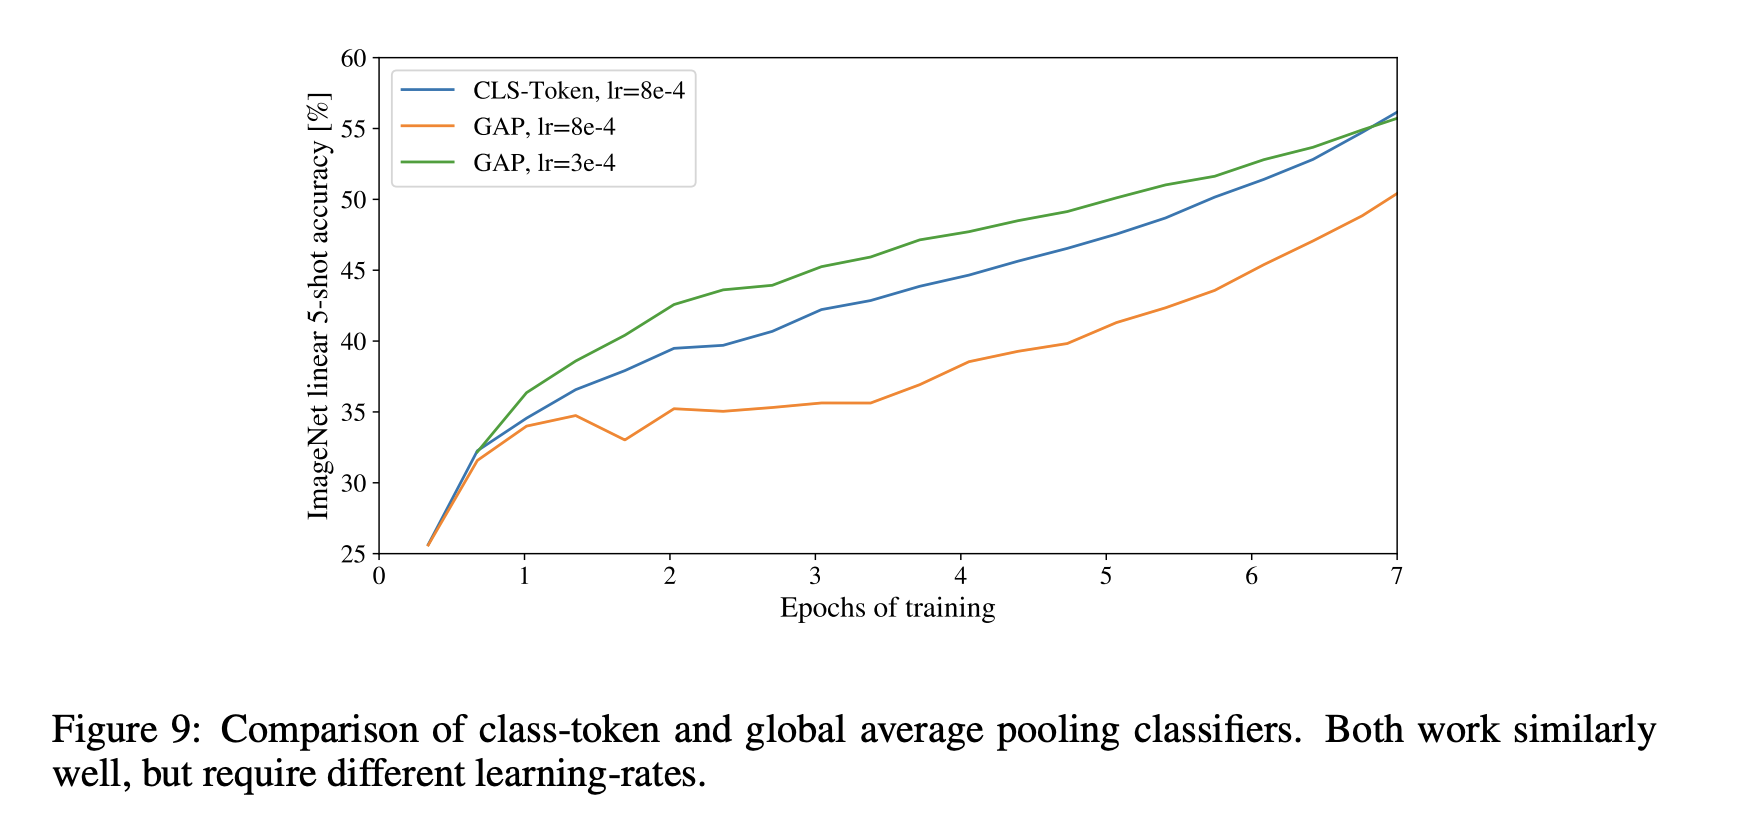 60
55
50
45
40
35
30
25
ImageNet linear 5-shot accuracy [%]
CLS-Token, lr=8e-4
GAP, lr=8e-4
GAP, lr=3e-4
0 1 2 3 4 5 6 7
Epochs of training
Figure 9: Comparison of class-token and global average pooling classifiers. Both work similarly
well, but require different learning-rates.